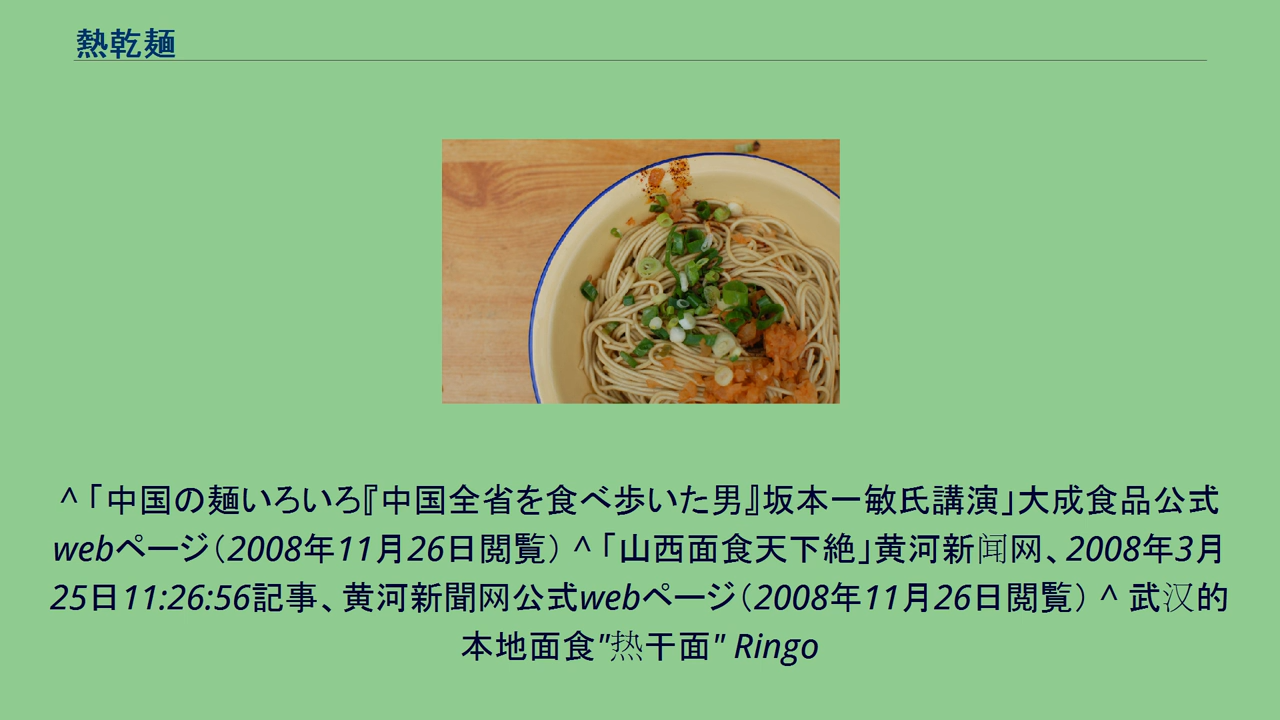 熱乾麺
^ 「中国の麺いろいろ『中国全省を食べ歩いた男』坂本一敏氏講演」大成食品公式
webページ（2008年11月26日閲覧） ^ 「山西面食天下絶」黄河新闻网、2008年3月
25日11:26:56記事、黄河新聞网公式webページ（2008年11月26日閲覧） ^ 武汉的
本地面食"热干面" Ringo